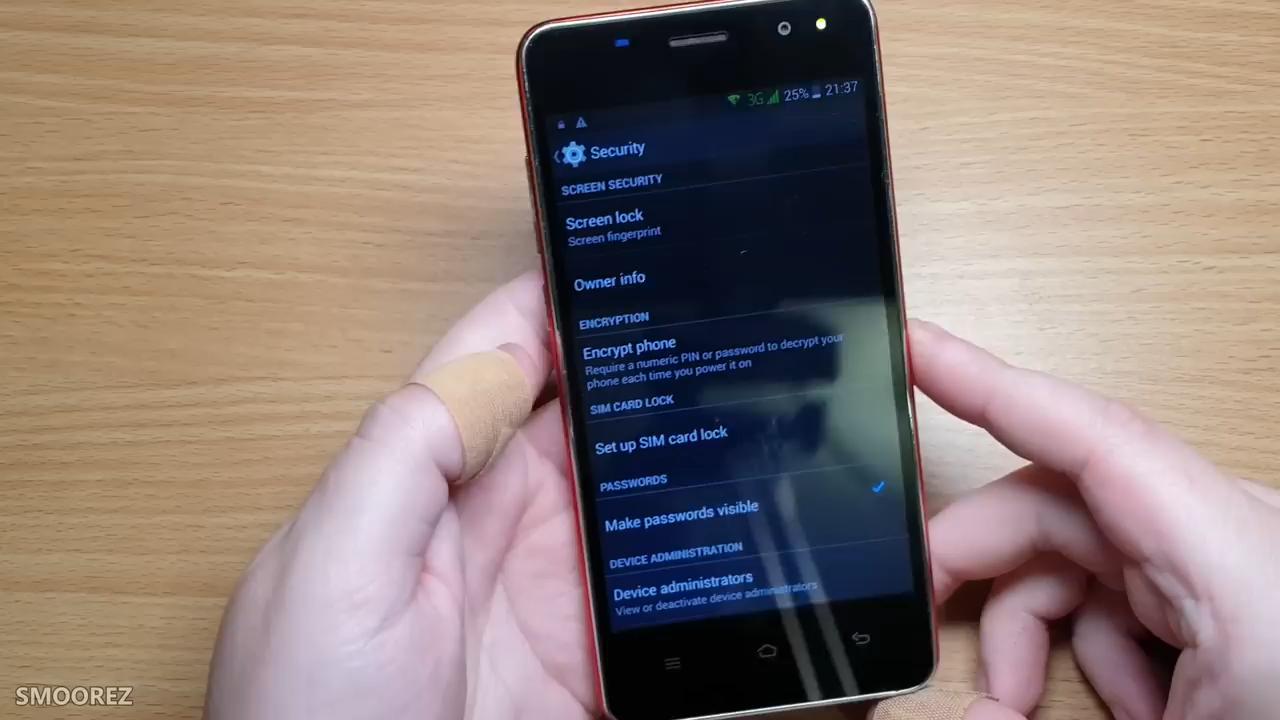 3G 25% 21:37
Security
SCREEN SECURITY
Screen lock
Screen fingerprint
Owner info
ENCRYPTION
Encrypt phone
Require a numeric PIN or password to decrypt your
phone each time you power it on
SIM CARD LOCK
Set up SIM card lock
PASSWORDS
Make passwords visible
DEVICE ADMINISTRATION
Device administrators
View or deactivate device administrators
SMOOREZ